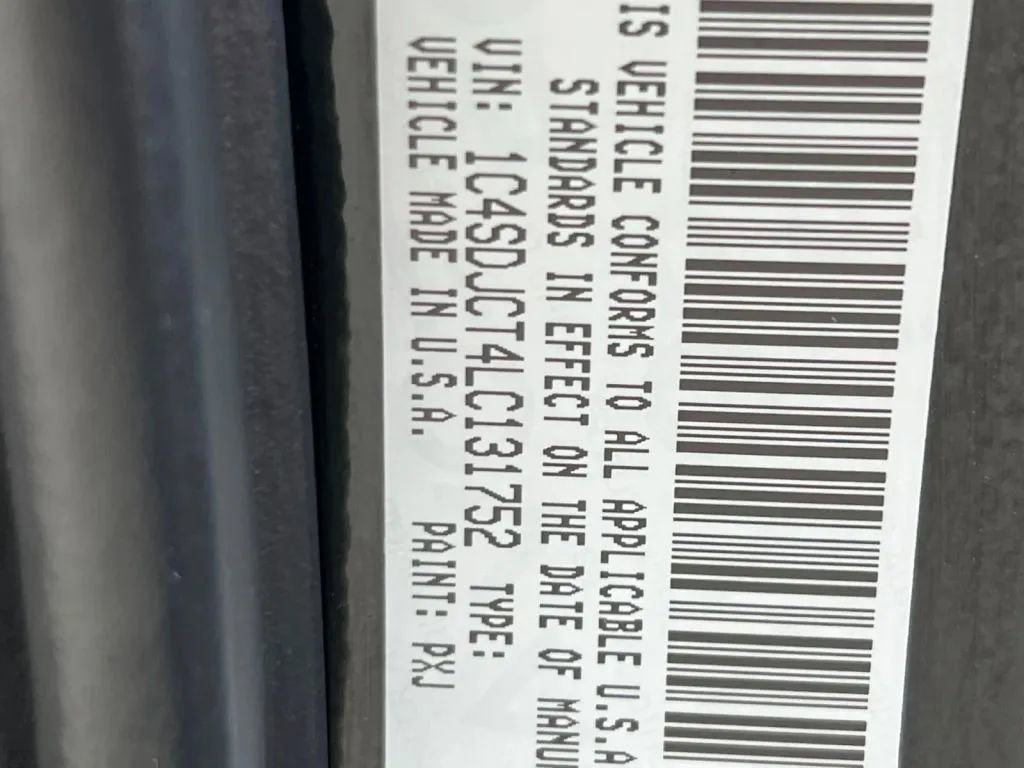 IS VEHICLE CONFORMS TO ALL APPLICABLE U.S.A
STANDARDS IN EFFECT ON THE DATE OF MANUF
VIN: 1C4SDJCT4LC131752 TYPE:
VEHICLE MADE IN U.S.A. PAINT: PXJ